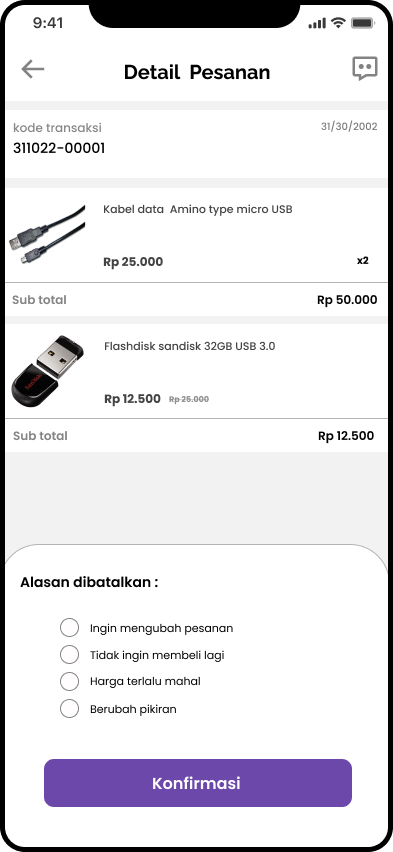 9:41
Detail Pesanan
kode transaksi
31/30/2002
311022-00001
Kabel data Amino type micro USB
Rp 25.000
x2
Sub total
Rp 50.000
Flashdisk sandisk 32GB USB 3.0
SanDisk
Rp 12.500 Rp 25.000
Sub total
Rp 12.500
Alasan dibatalkan :
Ingin mengubah pesanan
Tidak ingin membeli lagi
Harga terlalu mahal
Berubah pikiran
Konfirmasi